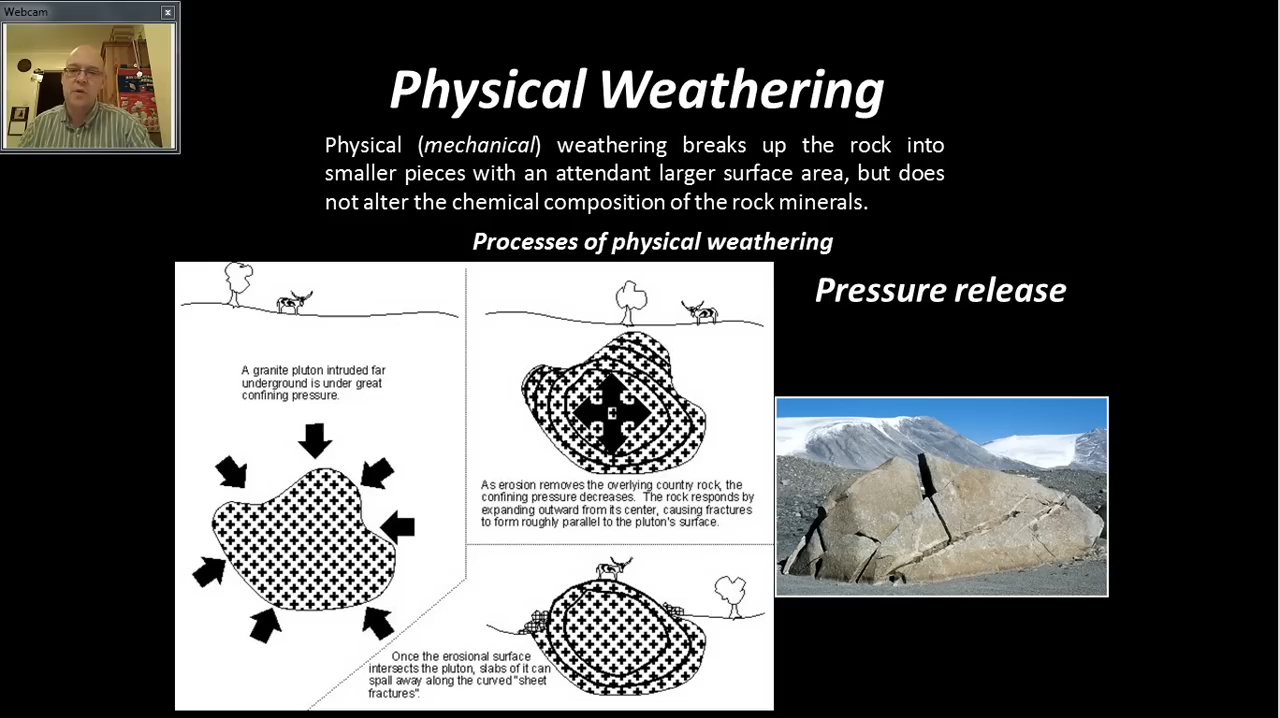 Webcam
Physical Weathering
Physical (mechanical) weathering breaks up the rock into
smaller pieces with an attendant larger surface area, but does
not alter the chemical composition of the rock minerals.
Processes of physical weathering
Pressure release
A granite pluton intruded far
underground is under great
confining pressure.
As erosion removes the overlying country rock, the
confining pressure decreases. The rock responds by
expanding outward from its center, causing fractures
to form roughly parallel to the pluton's surface.
Once the erosional surface
intersects the pluton, slabs of it can
spall away along the curved "sheet
fractures".